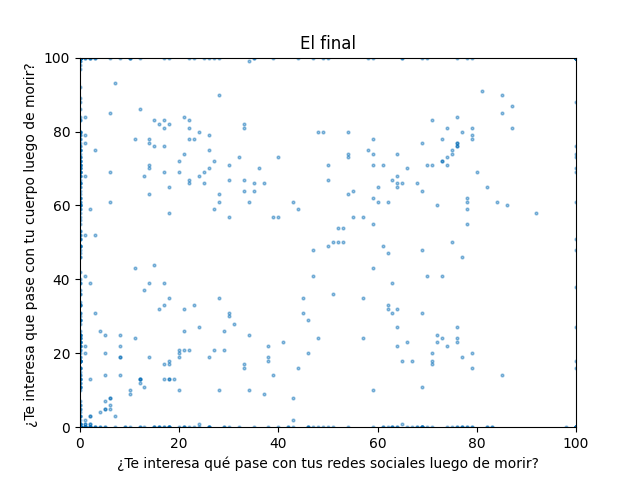 El final
¿Te interesa que pase con tu cuerpo luego de morir?
100
80
60
40
20
0
0 20 40 60 80 100
¿Te interesa qué pase con tus redes sociales luego de morir?